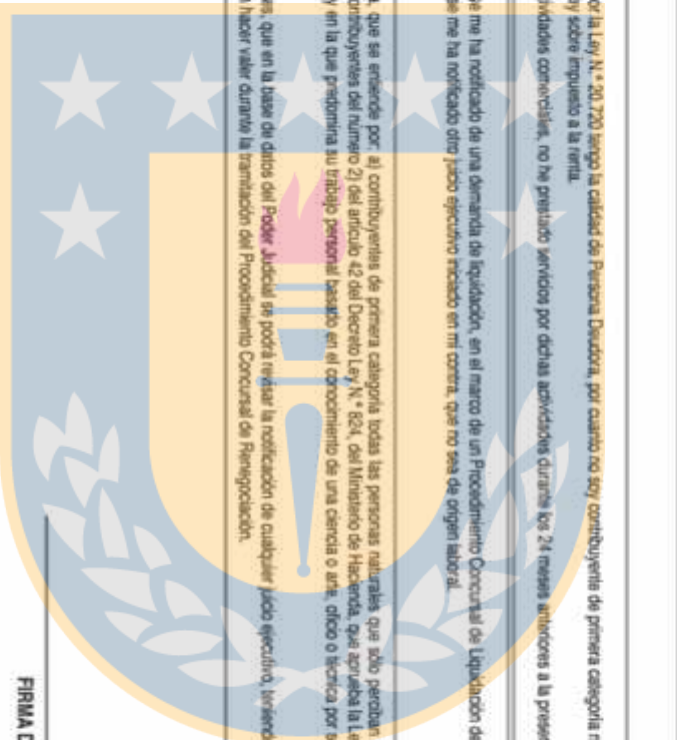 or la Ley N.° 20.720 tengo la calidad de Persona Deudora, por cuanto no soy contribuyente de primera categoría
y sobre impuesto a la renta.
vidades comerciales, no he prestado servicios por dichas actividades durante los 24 meses anteriores a la presen
e me ha notificado de una demanda de liquidación, en el marco de un Procedimiento Concursal de Liquidación de
se me ha notificado otro juicio ejecutivo iniciado en mi contra, que no sea de origen laboral.
a, que se entiende por: a) contribuyentes de primera categoría todas las personas naturales que sólo perciban
ontribuyentes del número 2) del artículo 42 del Decreto Ley N.° 824, del Ministerio de Hacienda, que aprueba la Le
y en la que predomina su trabajo personal basado en el conocimiento de una ciencia o arte, oficio o técnica por s
que en la base de datos del Poder Judicial se podrá revisar la notificación de cualquier juicio ejecutivo, teniendo
hacer valer durante la tramitación del Procedimiento Concursal de Renegociación.
FIRMA D